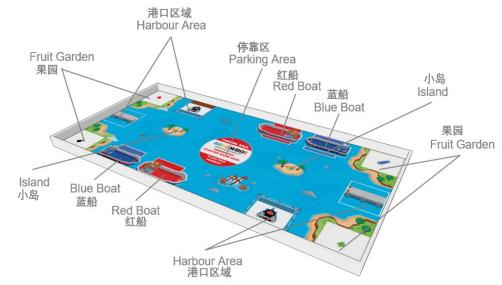 港口区域
Harbour Area
停靠区
Parking Area
红船
Red Boat
蓝船
Blue Boat
小岛
Island
Fruit Garden
果园
果园
Fruit Garden
Island
小岛
Blue Boat
蓝船
Red Boat
红船
Harbour Area
港口区域